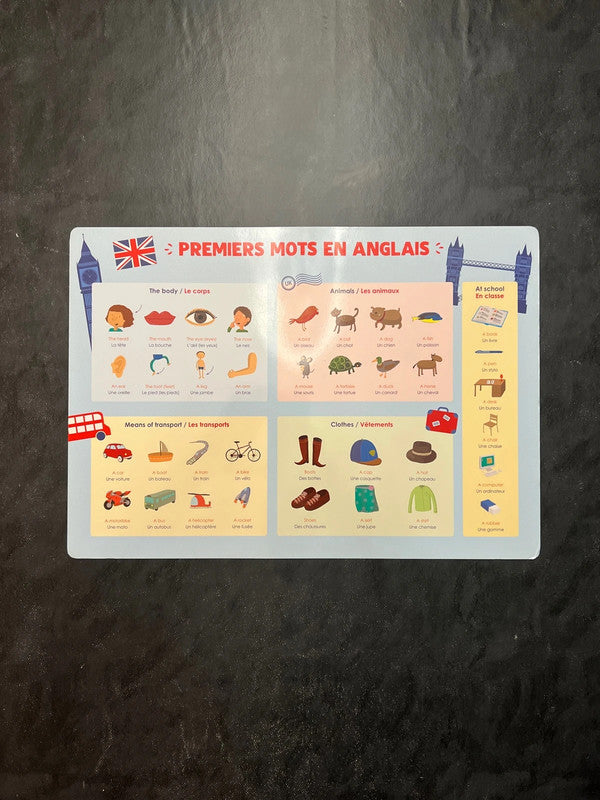 PREMIERS MOTS EN ANGLAIS
The body / Le corps
The head
La tête
The mouth
La bouche
The eye (eyes)
L'œil (les yeux)
The nose
Le nez
An ear
Une oreille
The foot (feet)
Le pied (les pieds)
A leg
Une jambe
An arm
Un bras
UK
Animals / Les animaux
A bird
Un oiseau
A cat
Un chat
A dog
Un chien
A fish
Un poisson
A mouse
Une souris
A tortoise
Une tortue
A duck
Un canard
A horse
Un cheval
At school
En classe
A book
Un livre
A pen
Un stylo
A desk
Un bureau
A chair
Une chaise
A computer
Un ordinateur
A rubber
Une gomme
Means of transport / Les transports
A car
Une voiture
A boat
Un bateau
A train
Un train
A bike
Un vélo
A motorbike
Une moto
A bus
Un autobus
A helicopter
Un hélicoptère
A rocket
Une fusée
Clothes / Vêtements
Boots
Des bottes
A cap
Une casquette
A hat
Un chapeau
Shoes
Des chaussures
Une jupe
A shirt
Une chemise